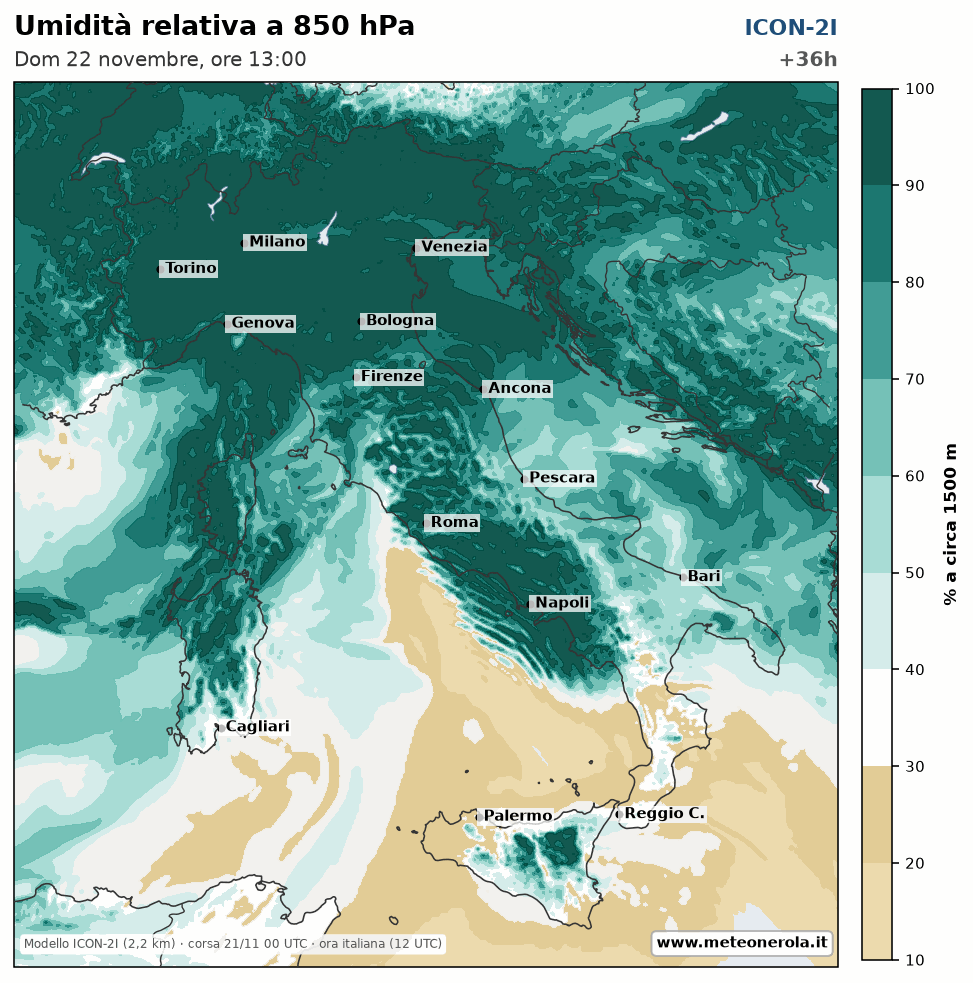 Umidità relativa a 850 hPa
ICON-2I
Dom 22 novembre, ore 13:00
+36h
Milano
Venezia
Torino
Genova
Bologna
Firenze
Ancona
Pescara
Roma
Bari
Napoli
Cagliari
Palermo
Reggio C.
Modello ICON-2I (2,2 km) · corsa 21/11 00 UTC · ora italiana (12 UTC)
www.meteonerola.it
100
90
80
70
60
50
40
30
20
10
% a circa 1500 m